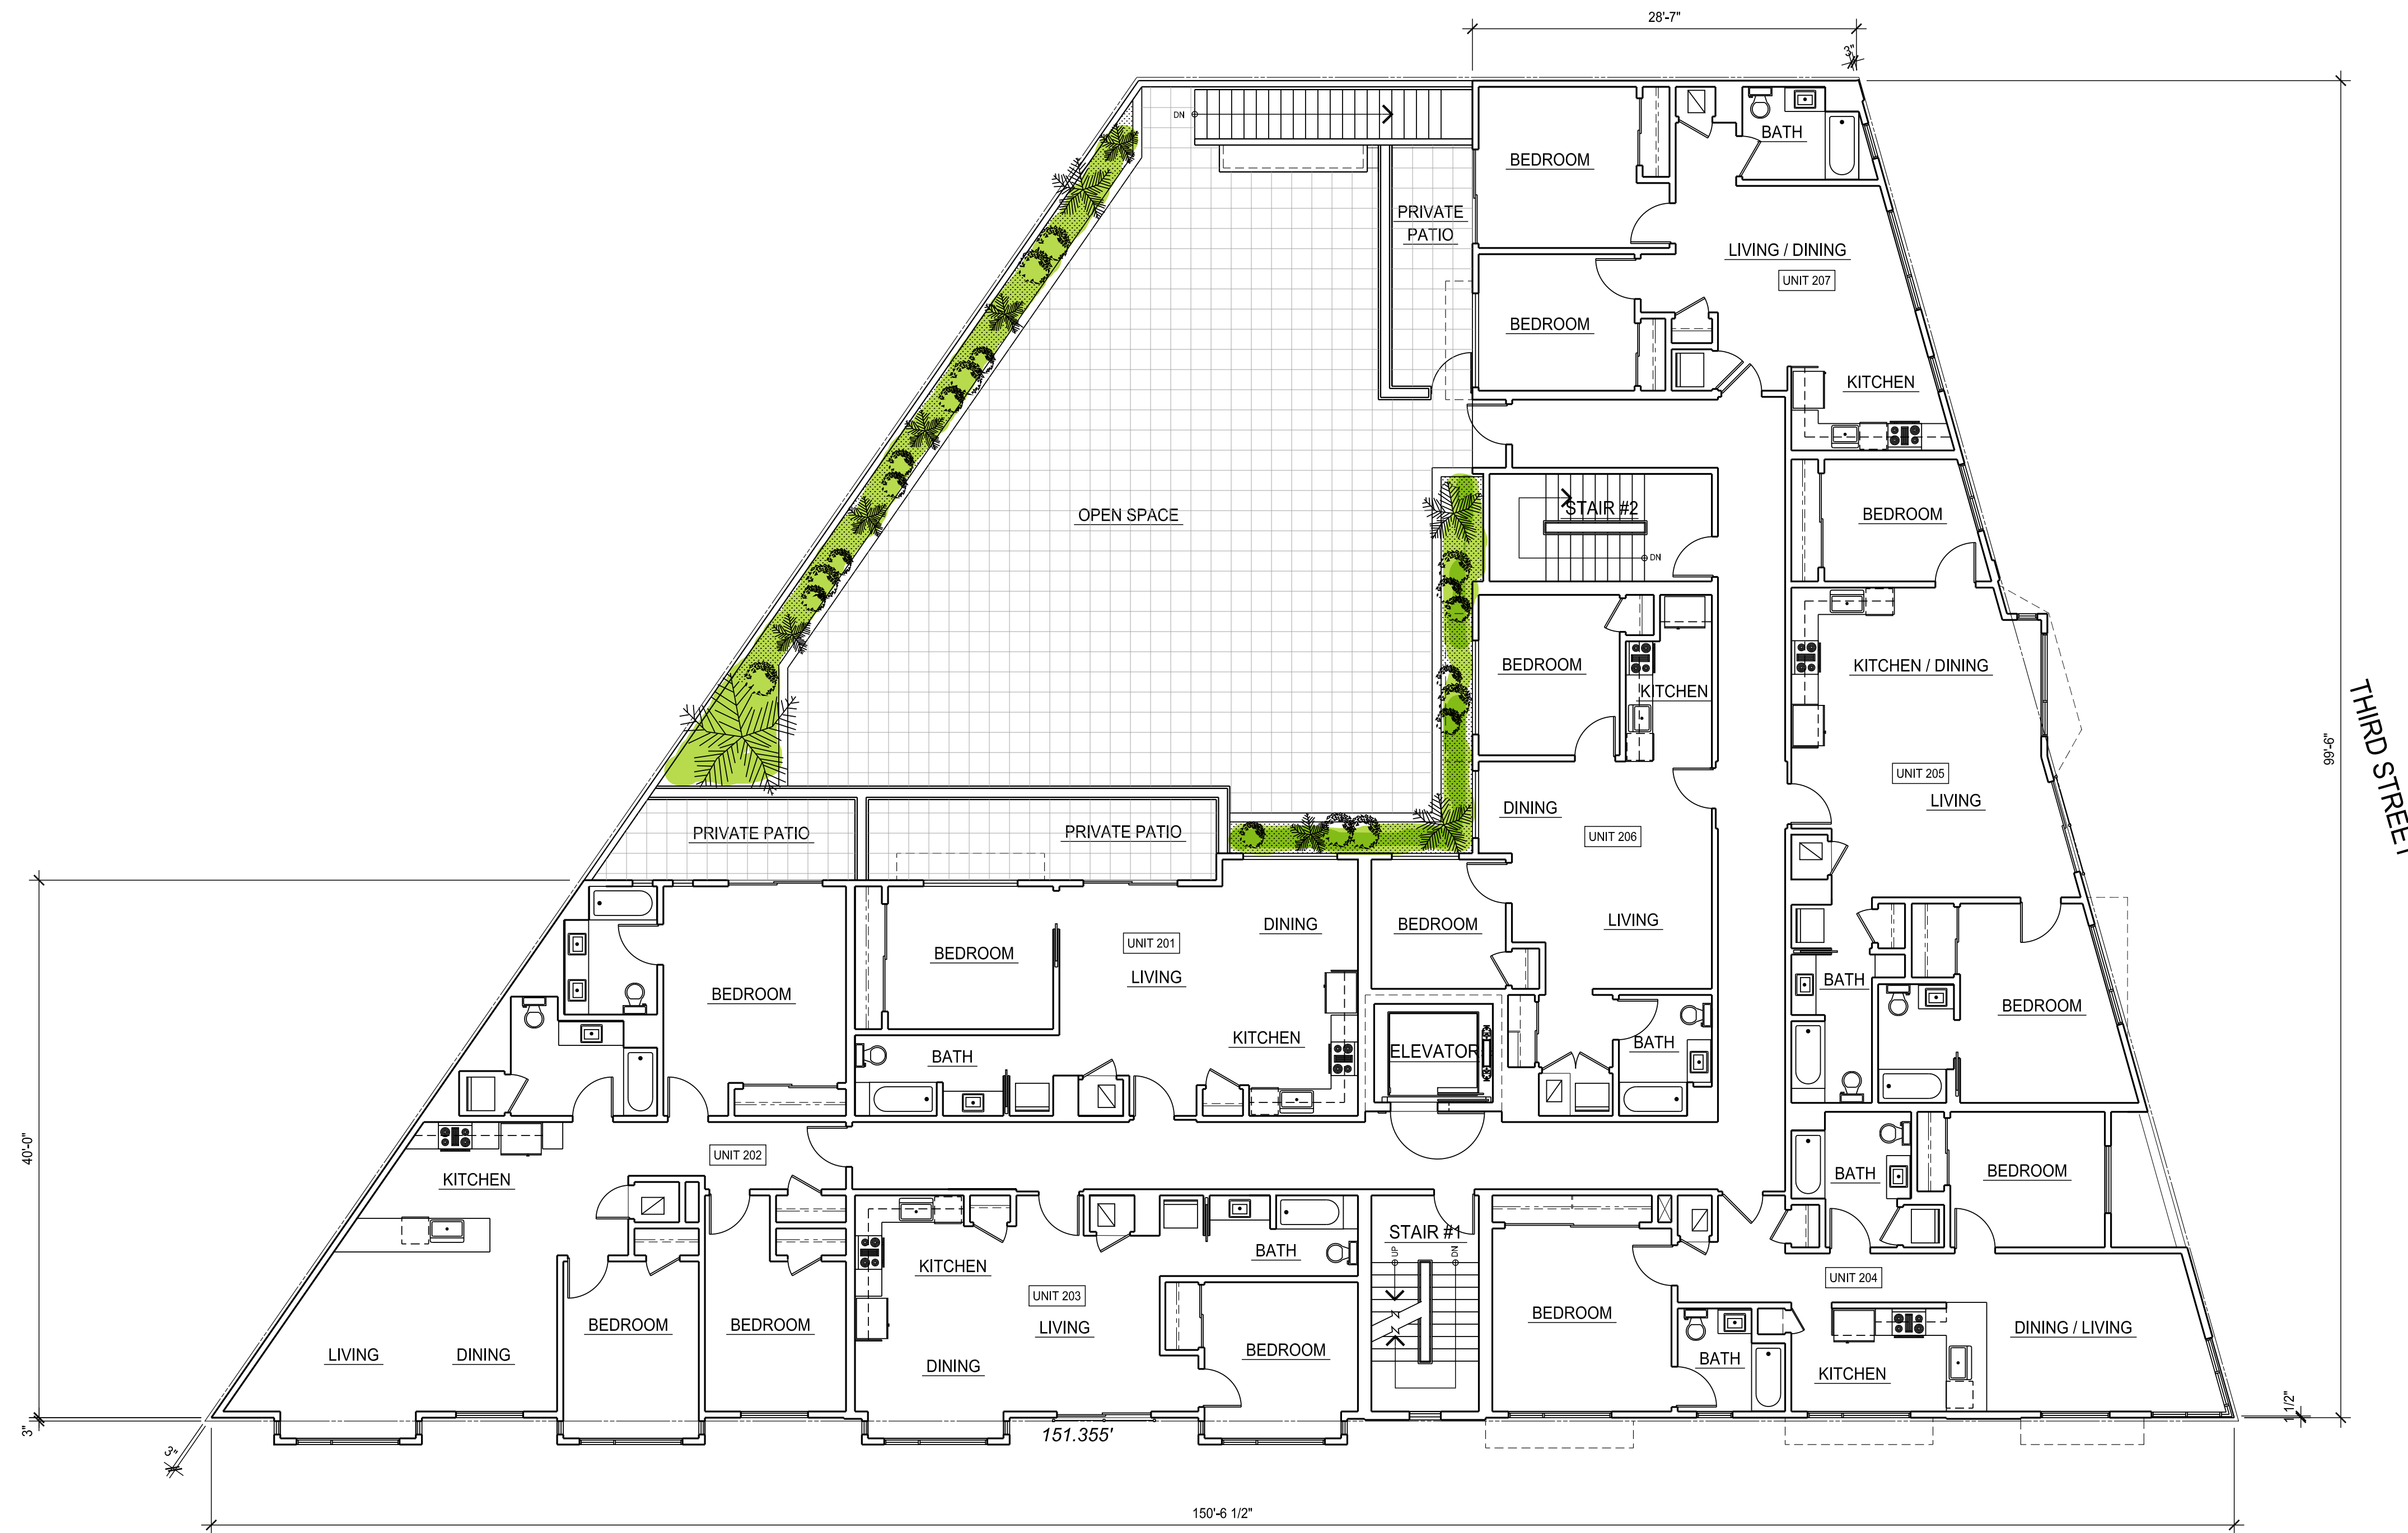 28'-7"
3"
DN
BATH
BEDROOM
PRIVATE
PATIO
LIVING / DINING
UNIT 207
BEDROOM
KITCHEN
OPEN SPACE
STAIR #2
BEDROOM
DN
BEDROOM
KITCHEN / DINING
KITCHEN
THIRD STREET
99'-6"
UNIT 205
LIVING
DINING
PRIVATE PATIO
PRIVATE PATIO
UNIT 206
DINING
BEDROOM
LIVING
UNIT 201
BEDROOM
LIVING
BEDROOM
BATH
BEDROOM
KITCHEN
BATH
ELEVATOR
BATH
40'-0"
UNIT 202
KITCHEN
BATH
BEDROOM
STAIR #1
UP
DN
BATH
KITCHEN
UNIT 204
UNIT 203
BEDROOM
BEDROOM
BEDROOM
LIVING
DINING / LIVING
LIVING
DINING
BEDROOM
DINING
BATH
KITCHEN
3"
3"
151.355'
1 1/2"
150'-6 1/2"